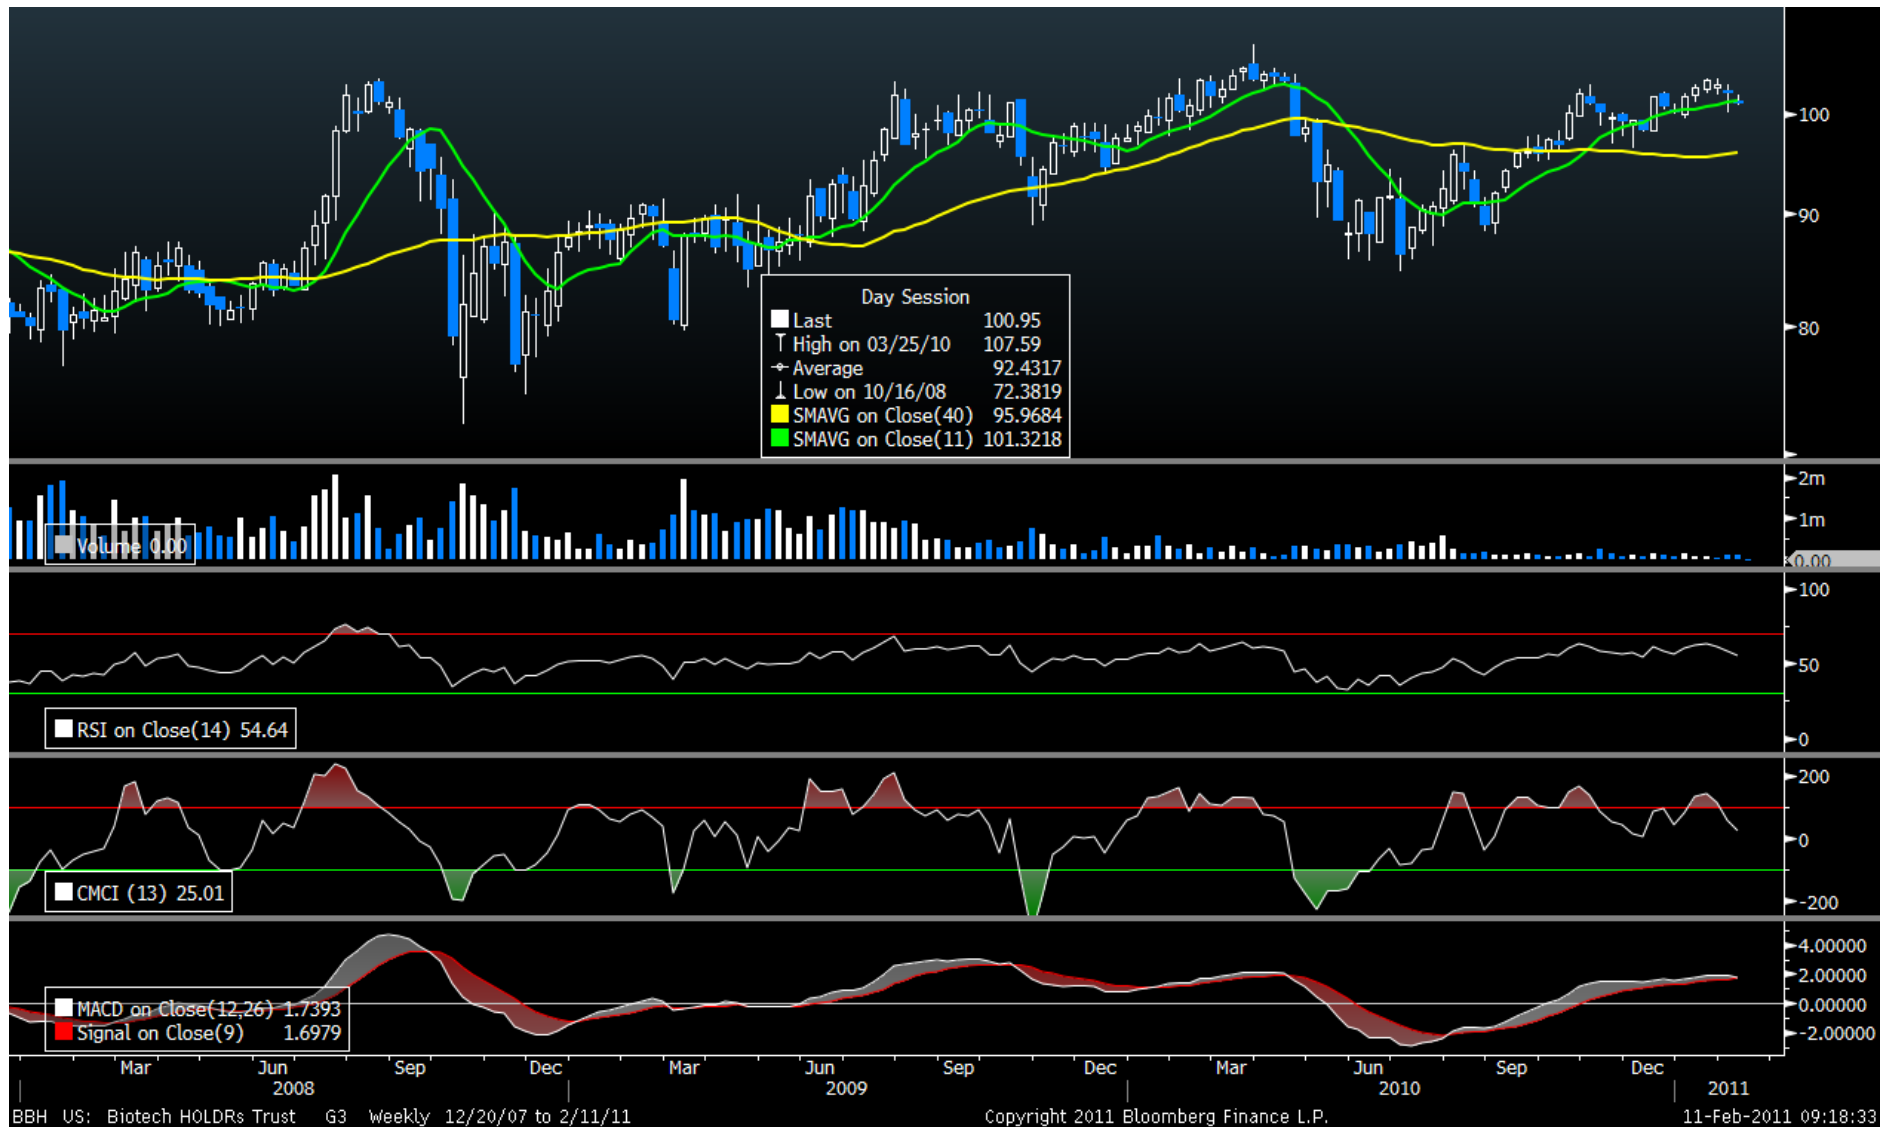 100
90
80
Day Session
Last 100.95
High on 03/25/10 107.59
Average 92.4317
Low on 10/16/08 72.3819
SMAVG on Close(40) 95.9684
SMAVG on Close(11) 101.3218
2m
1m
0.00
Volume 0.00
100
50
0
RSI on Close(14) 54.64
200
0
-200
CMCI (13) 25.01
4.00000
2.00000
0.00000
-2.00000
MACD on Close(12,26) 1.7393
Signal on Close(9) 1.6979
Mar Jun Sep Dec Mar Jun Sep Dec Mar Jun Sep Dec
2008 2009 2010 2011
BBH US: Biotech HOLDRs Trust G3 Weekly 12/20/07 to 2/11/11 Copyright 2011 Bloomberg Finance L.P. 11-Feb-2011 09:18:33